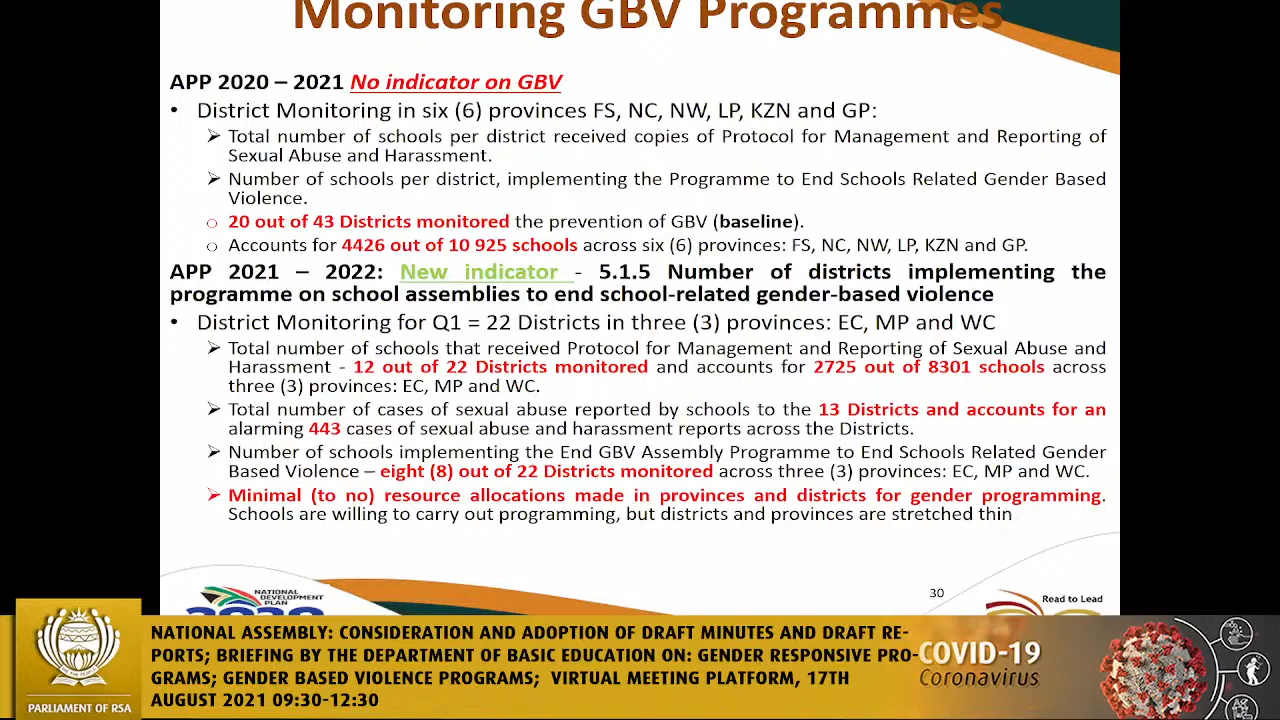 Monitoring GBV Programmes
APP 2020 – 2021 No indicator on GBV
• District Monitoring in six (6) provinces FS, NC, NW, LP, KZN and GP:
➢ Total number of schools per district received copies of Protocol for Management and Reporting of
Sexual Abuse and Harassment.
➢ Number of schools per district, implementing the Programme to End Schools Related Gender Based
Violence.
o 20 out of 43 Districts monitored the prevention of GBV (baseline).
o Accounts for 4426 out of 10 925 schools across six (6) provinces: FS, NC, NW, LP, KZN and GP.
APP 2021 – 2022: New indicator - 5.1.5 Number of districts implementing the
programme on school assemblies to end school-related gender-based violence
• District Monitoring for Q1 = 22 Districts in three (3) provinces: EC, MP and WC
➢ Total number of schools that received Protocol for Management and Reporting of Sexual Abuse and
Harassment - 12 out of 22 Districts monitored and accounts for 2725 out of 8301 schools across
three (3) provinces: EC, MP and WC.
➢ Total number of cases of sexual abuse reported by schools to the 13 Districts and accounts for an
alarming 443 cases of sexual abuse and harassment reports across the Districts.
➢ Number of schools implementing the End GBV Assembly Programme to End Schools Related Gender
Based Violence – eight (8) out of 22 Districts monitored across three (3) provinces: EC, MP and WC.
➢ Minimal (to no) resource allocations made in provinces and districts for gender programming.
Schools are willing to carry out programming, but districts and provinces are stretched thin
30
NATIONAL DEVELOPMENT
PLAN
2030
Read to Lead
NATIONAL ASSEMBLY: CONSIDERATION AND ADOPTION OF DRAFT MINUTES AND DRAFT RE-
PORTS; BRIEFING BY THE DEPARTMENT OF BASIC EDUCATION ON: GENDER RESPONSIVE PRO-
GRAMS; GENDER BASED VIOLENCE PROGRAMS; VIRTUAL MEETING PLATFORM, 17TH
AUGUST 2021 09:30-12:30
PARLIAMENT OF RSA
COVID-19
Coronavirus